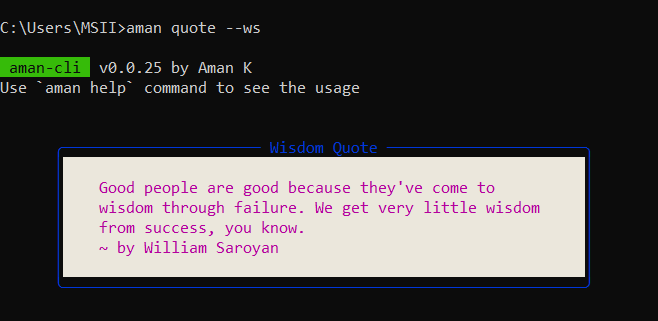 C:\Users\MSII>aman quote --ws
aman-cli v0.0.25 by Aman K
Use `aman help` command to see the usage
Wisdom Quote
Good people are good because they've come to
wisdom through failure. We get very little wisdom
from success, you know.
~ by William Saroyan